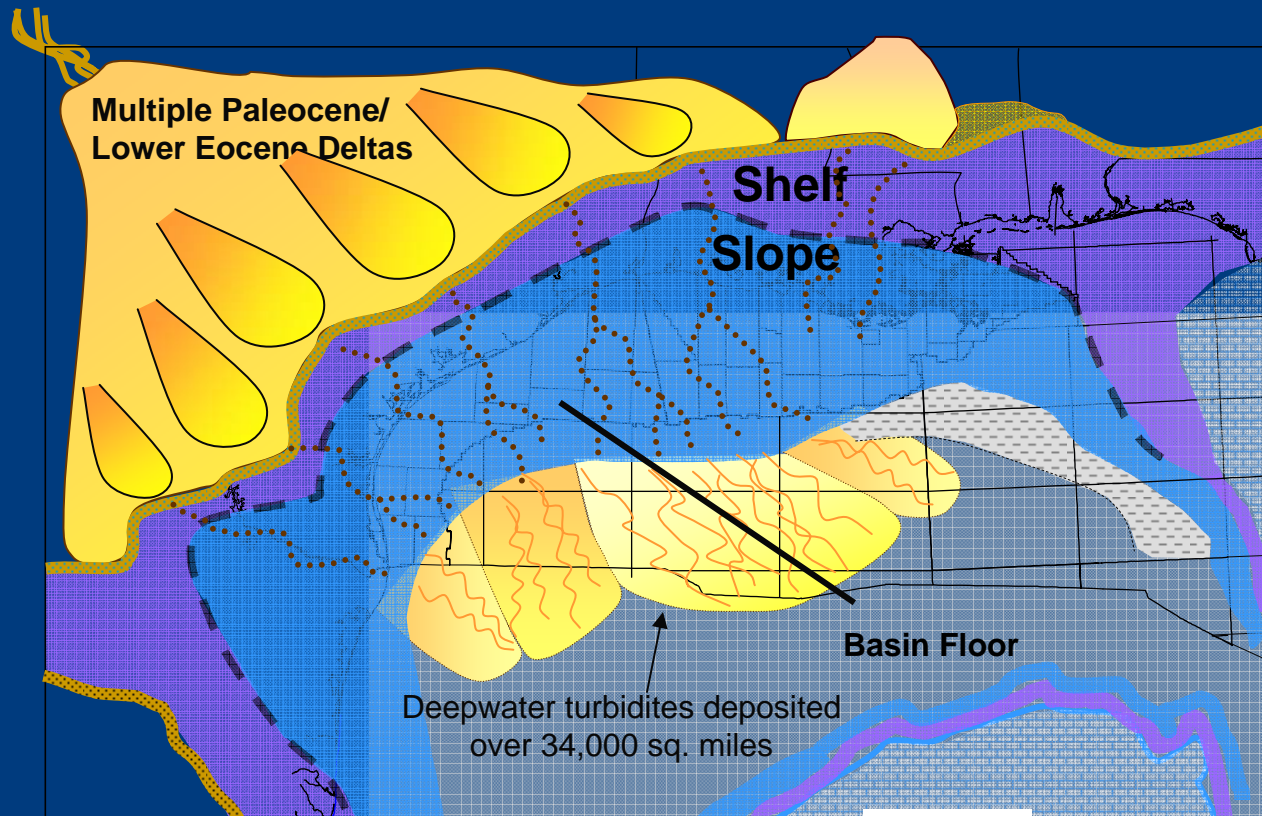 Multiple Paleocene/
Lower Eocene Deltas
Shelf
Slope
Basin Floor
Deepwater turbidites deposited
over 34,000 sq. miles